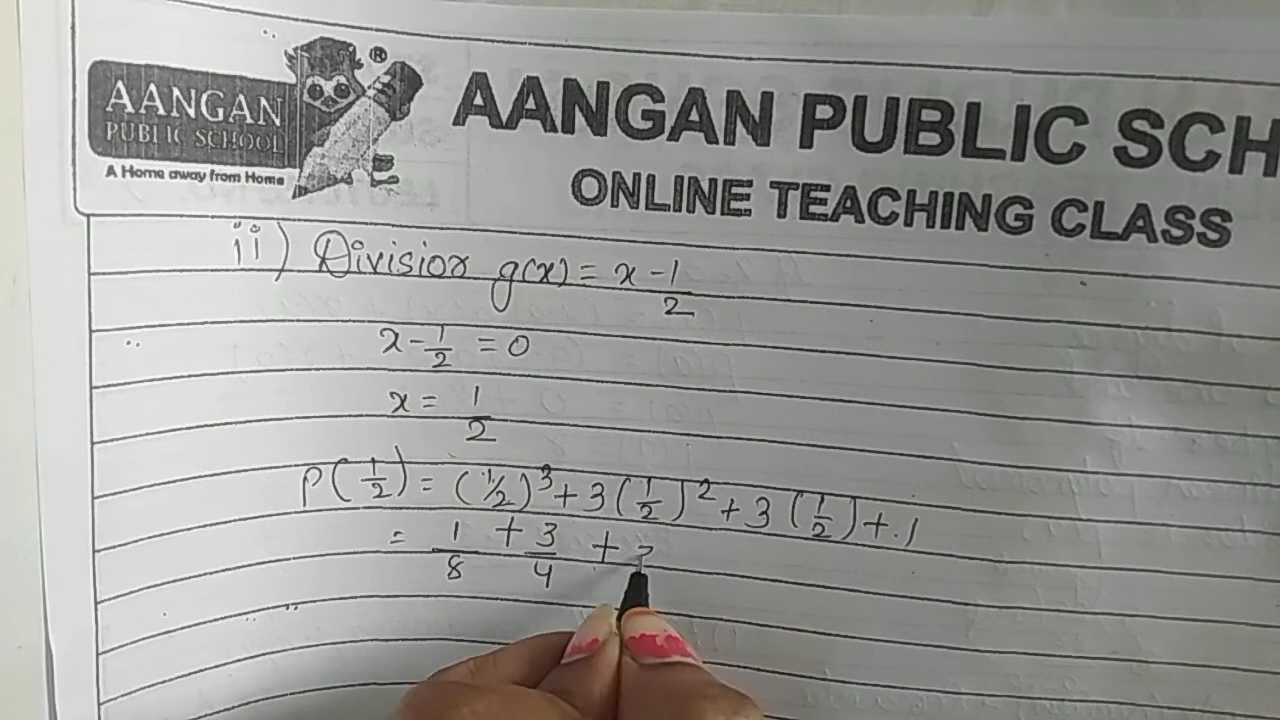 AANGAN
PUBLIC SCHOOL
A Home away from Home
®
AANGAN PUBLIC SCH
ONLINE TEACHING CLASS
ii) Division g(x) = x - 1/2
x - 1/2 = 0
x = 1/2
P(1/2) = (1/2)³ + 3(1/2)² + 3(1/2) + 1
= 1/8 + 3/4 +